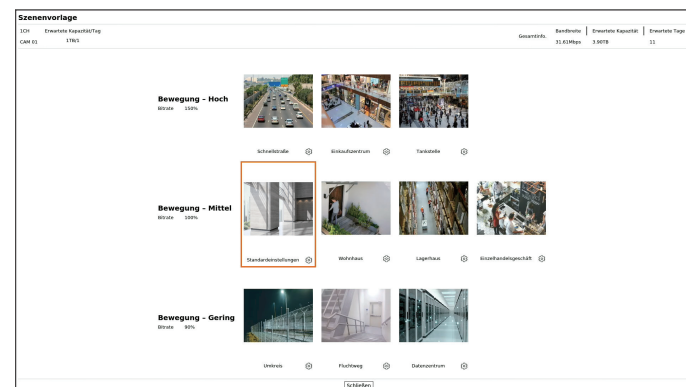 Szenenvorlage
1CH Erwartete Kapazität/Tag
CAM 01 1TB/1
Gesamtinfo. Bandbreite Erwartete Kapazität Erwartete Tage
31.61Mbps 3.90TB 11
Bewegung – Hoch
Bitrate 150%
Schnellstraße Einkaufszentrum Tankstelle
Bewegung – Mittel
Bitrate 100%
Standardeinstellungen Wohnhaus Lagerhaus Einzelhandelsgeschäft
Bewegung – Gering
Bitrate 90%
Umkreis Fluchtweg Datenzentrum
Schließen